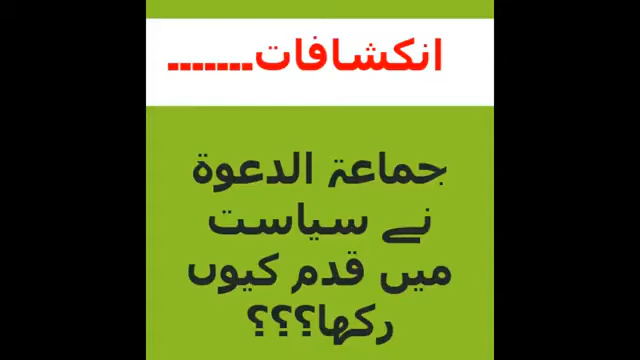 انکشافات۔۔۔۔۔۔۔
جماعۃ الدعوۃ
نے سیاست
میں قدم کیوں
رکھا؟؟؟